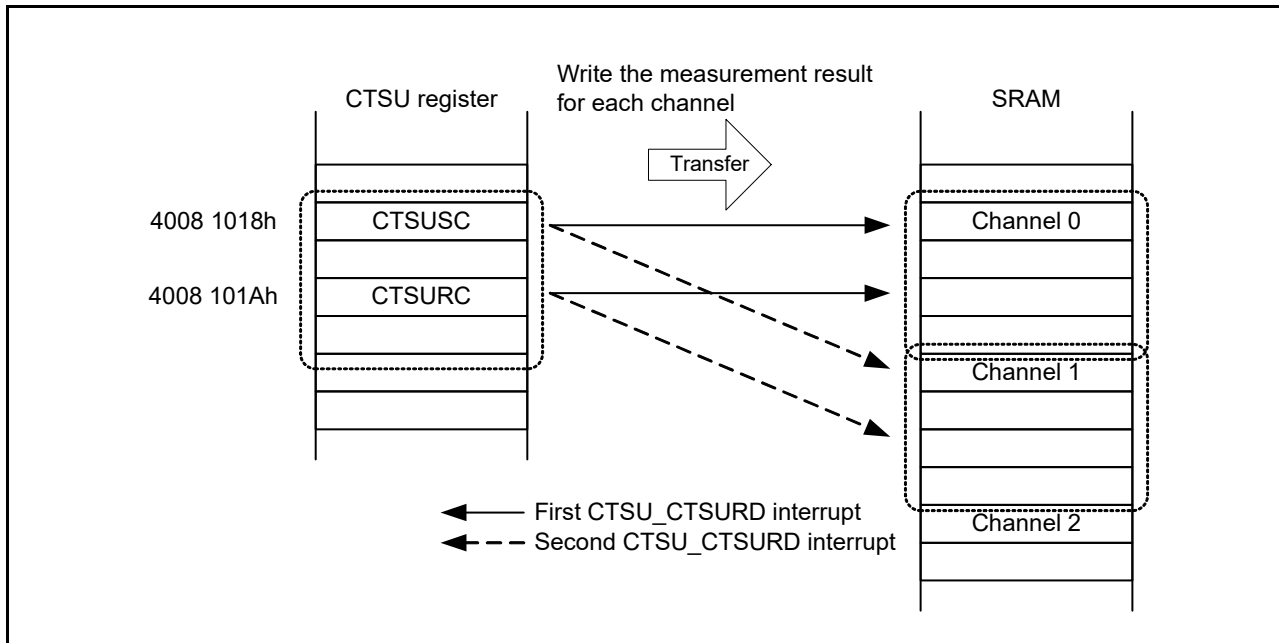 Write the measurement result
for each channel
CTSU register
SRAM
Transfer
4008 1018h
CTSUSC
Channel 0
4008 101Ah
CTSURC
Channel 1
First CTSU_CTSURD interrupt
Second CTSU_CTSURD interrupt
Channel 2